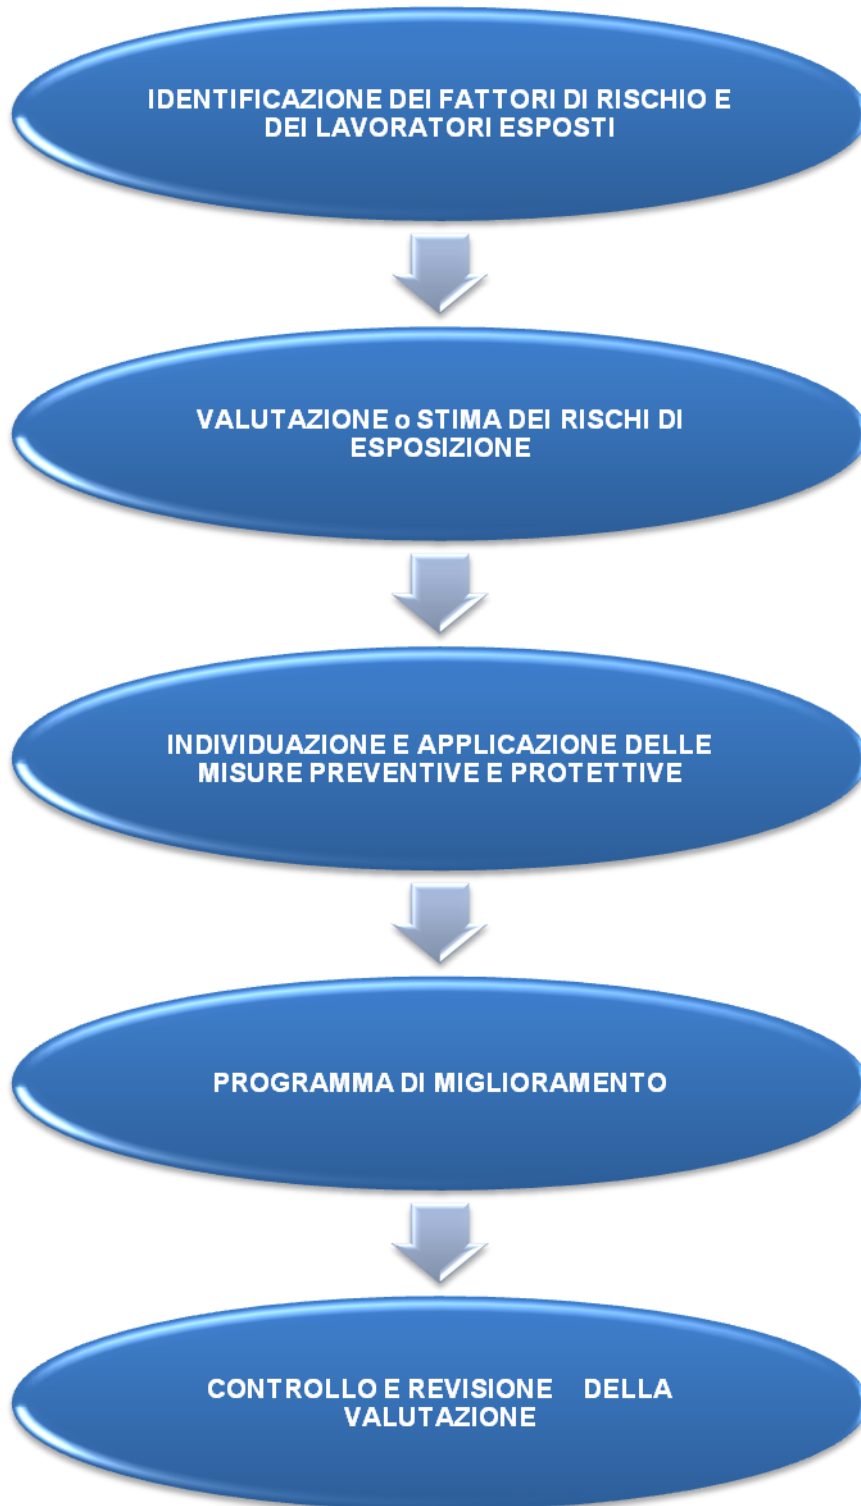 IDENTIFICAZIONE DEI FATTORI DI RISCHIO E
DEI LAVORATORI ESPOSTI
VALUTAZIONE o STIMA DEI RISCHI DI
ESPOSIZIONE
INDIVIDUAZIONE E APPLICAZIONE DELLE
MISURE PREVENTIVE E PROTETTIVE
PROGRAMMA DI MIGLIORAMENTO
CONTROLLO E REVISIONE DELLA
VALUTAZIONE